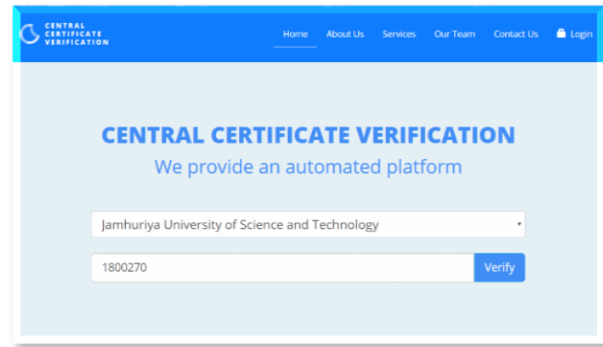 CENTRAL
CERTIFICATE
VERIFICATION
Home About Us Services Our Team Contact Us Login
CENTRAL CERTIFICATE VERIFICATION
We provide an automated platform
Jamhuriya University of Science and Technology
1800270 Verify